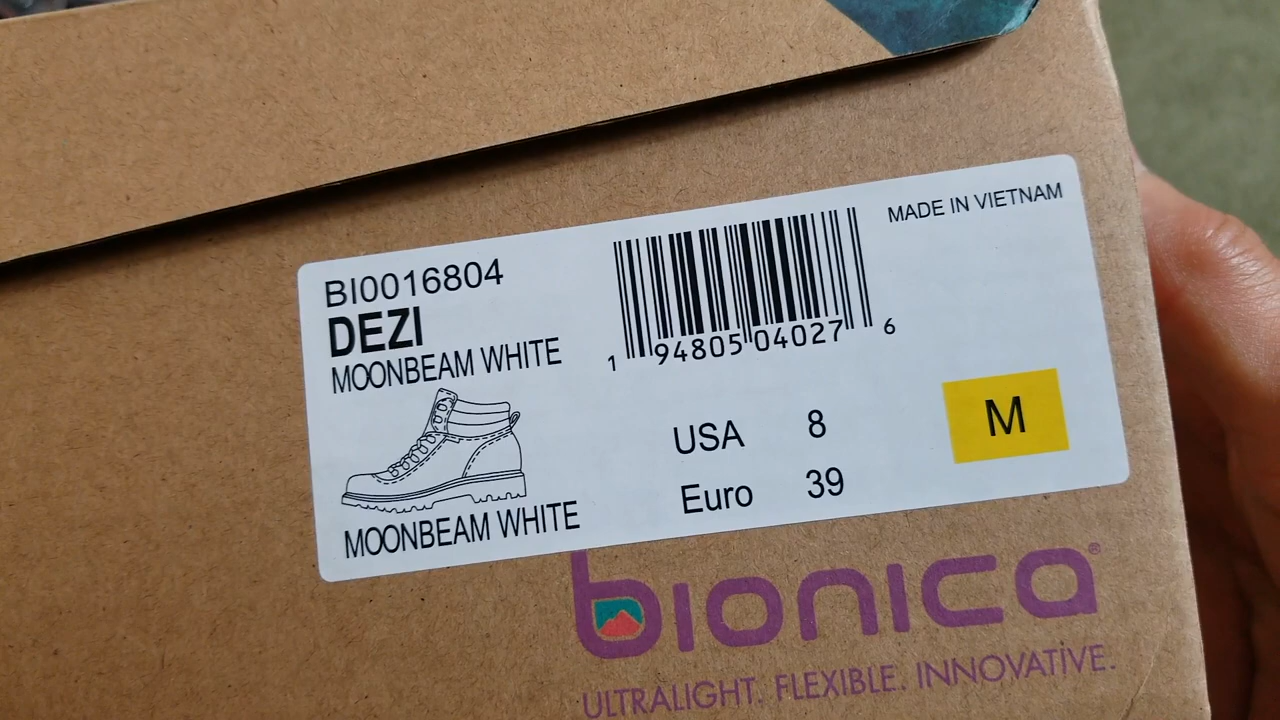 BI0016804
DEZI
MOONBEAM WHITE
MOONBEAM WHITE
1 94805 04027 6
MADE IN VIETNAM
USA 8
Euro 39
M
bionica®
ULTRALIGHT. FLEXIBLE. INNOVATIVE.